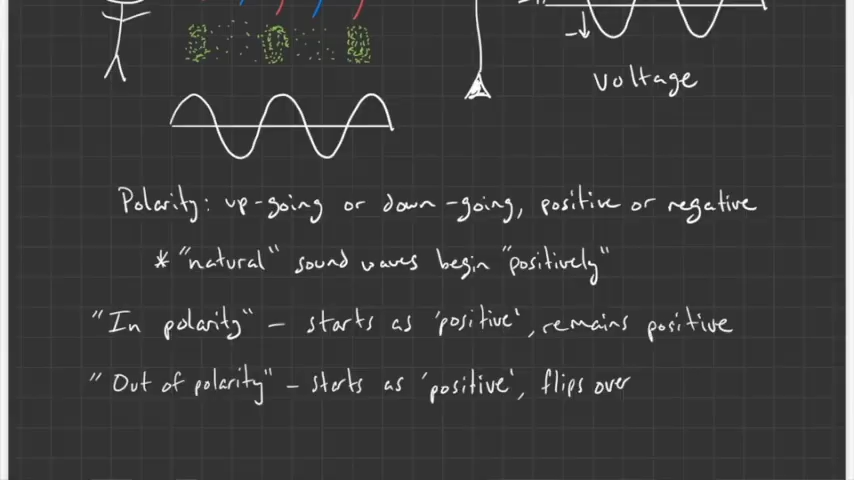 voltage
Polarity: up-going or down-going, positive or negative
* "natural" sound waves begin "positively"
"In polarity" - starts as 'positive', remains positive
"Out of polarity" - starts as 'positive', flips over